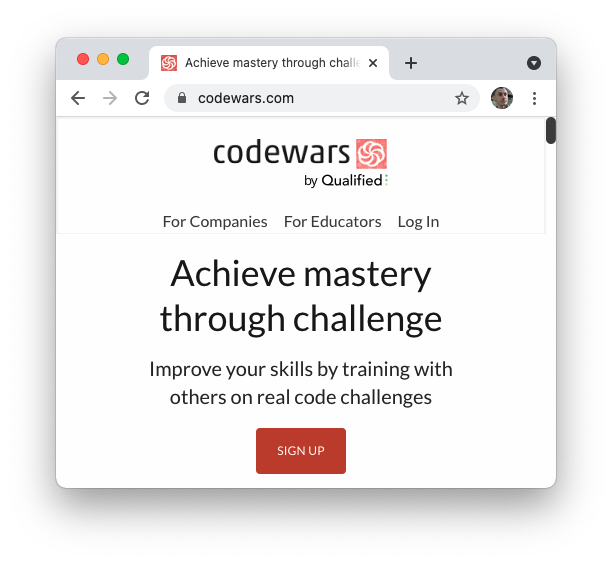 Achieve mastery through challe
codewars.com
codewars
by Qualified
For Companies For Educators Log In
Achieve mastery
through challenge
Improve your skills by training with
others on real code challenges
SIGN UP